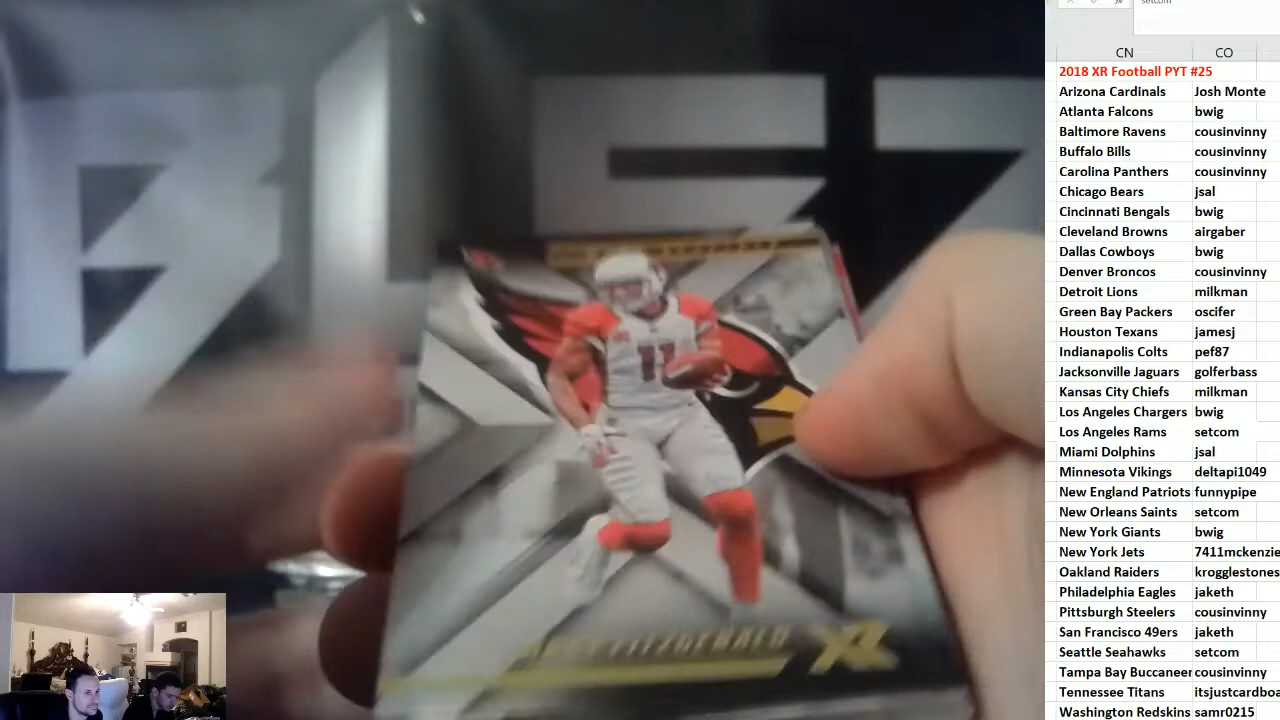 setcom
CN CO
2018 XR Football PYT #25
Arizona Cardinals Josh Monte
Atlanta Falcons bwig
Baltimore Ravens cousinvinny
Buffalo Bills cousinvinny
Carolina Panthers cousinvinny
Chicago Bears jsal
Cincinnati Bengals bwig
Cleveland Browns airgaber
Dallas Cowboys bwig
Denver Broncos cousinvinny
Detroit Lions milkman
Green Bay Packers oscifer
Houston Texans jamesj
Indianapolis Colts pef87
Jacksonville Jaguars golferbass
Kansas City Chiefs milkman
Los Angeles Chargers bwig
Los Angeles Rams setcom
Miami Dolphins jsal
Minnesota Vikings deltapi1049
New England Patriots funnypipe
New Orleans Saints setcom
New York Giants bwig
New York Jets 7411mckenzie
Oakland Raiders krogglestones
Philadelphia Eagles jaketh
Pittsburgh Steelers cousinvinny
San Francisco 49ers jaketh
Seattle Seahawks setcom
Tampa Bay Buccaneer cousinvinny
Tennessee Titans itsjustcardboa
Washington Redskins samr0215
11
FITZGERALD XR